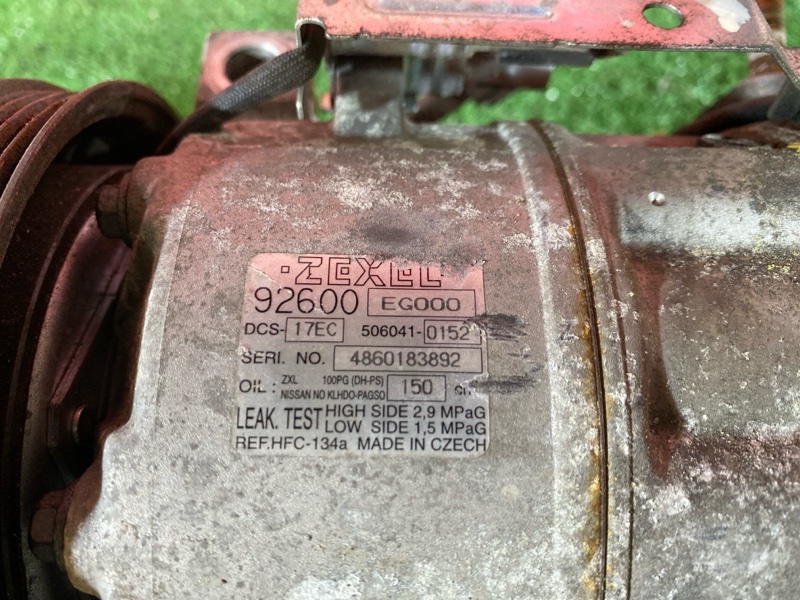 ZEXEL
92600 EG000
DCS- 17EC 506041-0152
SERI. NO. 4860183892
OIL : ZXL 100PG (DH-PS) 150
NISSAN NO KLHDO-PAGSO
LEAK. TEST HIGH SIDE 2,9 MPaG
LOW SIDE 1,5 MPaG
REF.HFC-134a MADE IN CZECH